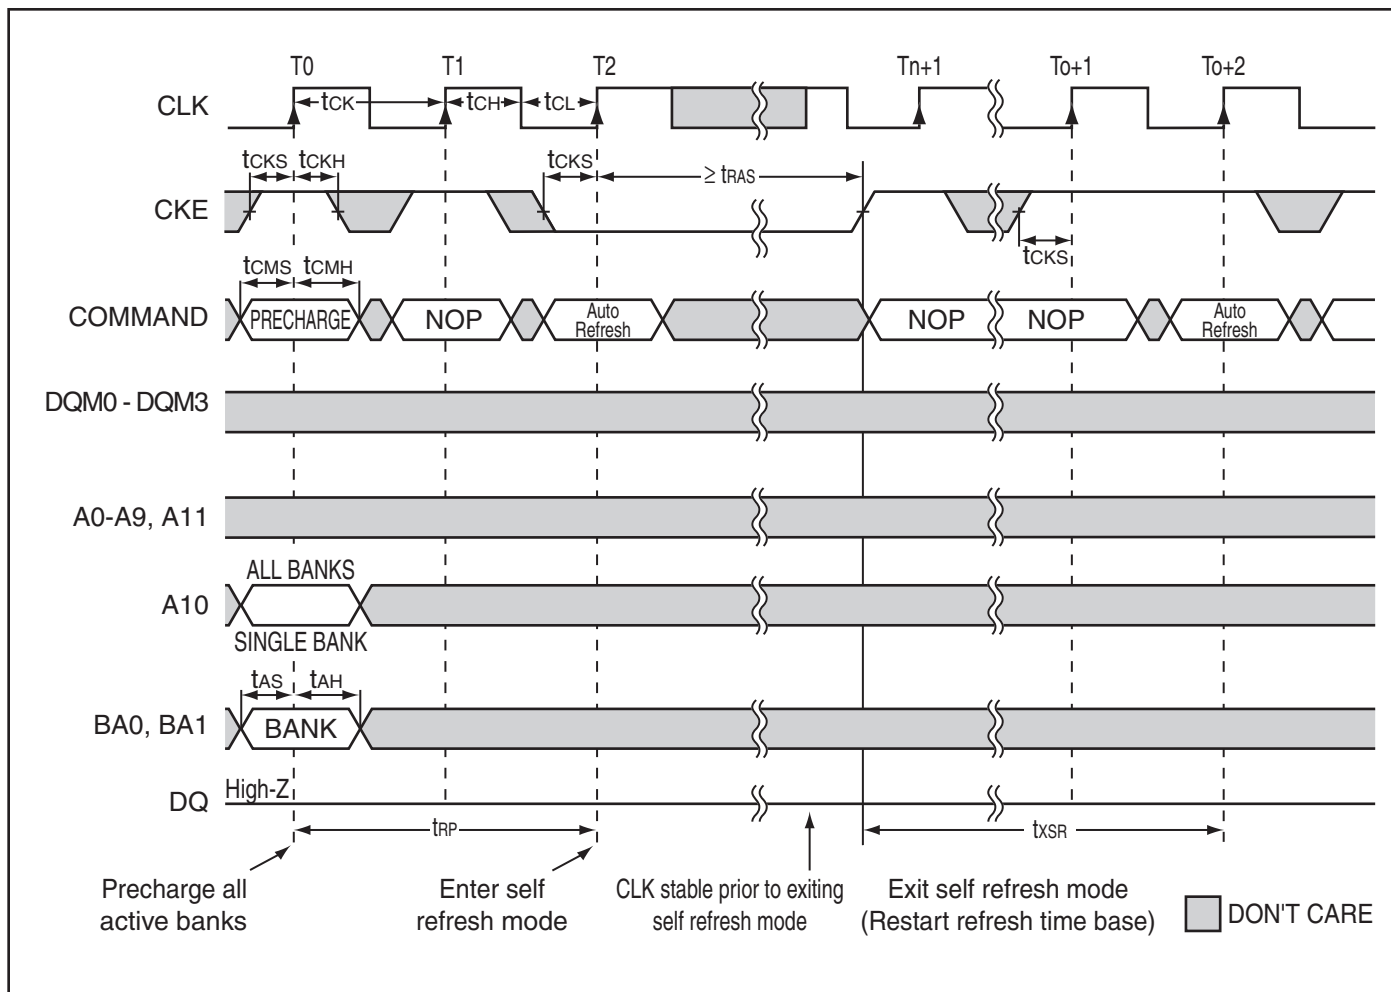 T0 T1 T2 Tn+1 To+1 To+2
CLK tCK tCH tCL
tCKS tCKH tCKS ≥ tRAS
CKE
tCKS
tCMS tCMH
COMMAND PRECHARGE NOP Auto Refresh NOP NOP Auto Refresh
DQM0 - DQM3
A0-A9, A11
ALL BANKS
A10
SINGLE BANK
tAS tAH
BA0, BA1 BANK
High-Z
DQ
tRP tXSR
Precharge all
active banks
Enter self
refresh mode
CLK stable prior to exiting
self refresh mode
Exit self refresh mode
(Restart refresh time base)
DON'T CARE